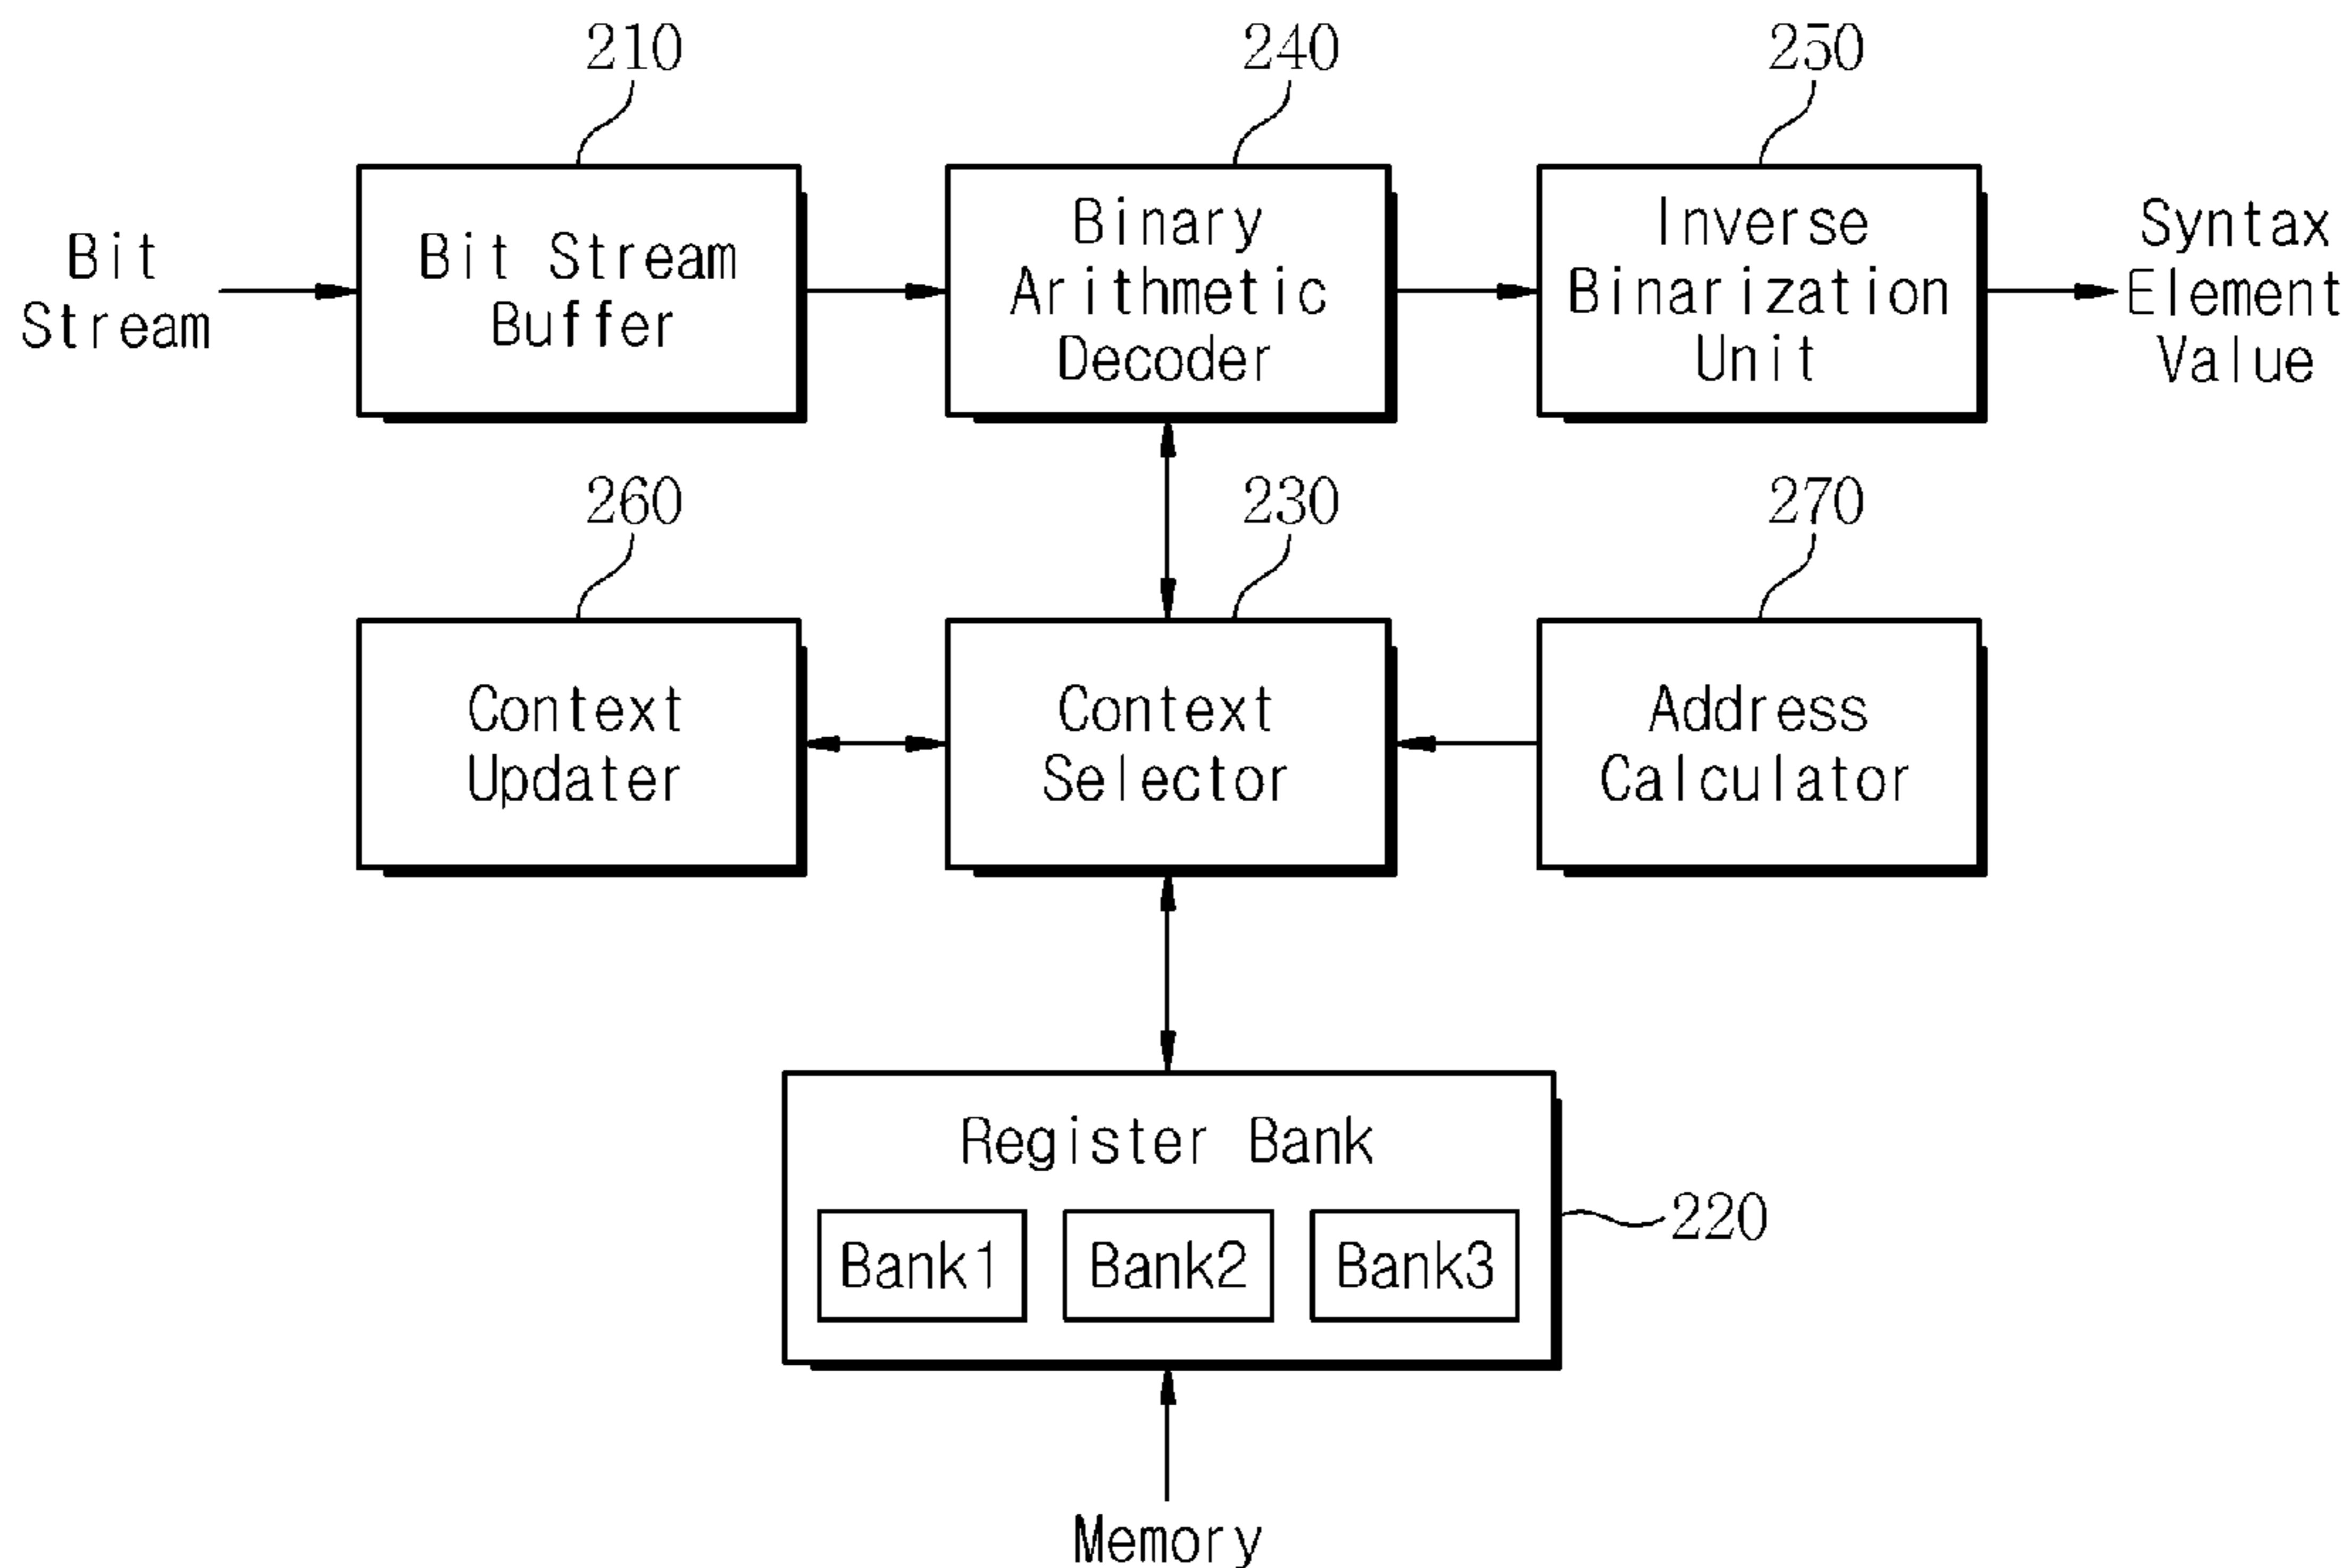 210
240
250
Bit
Stream
Bit Stream
Buffer
Binary
Arithmetic
Decoder
Inverse
Binarization
Unit
Syntax
Element
Value
260
230
270
Context
Updater
Context
Selector
Address
Calculator
Register Bank
Bank1
Bank2
Bank3
220
Memory